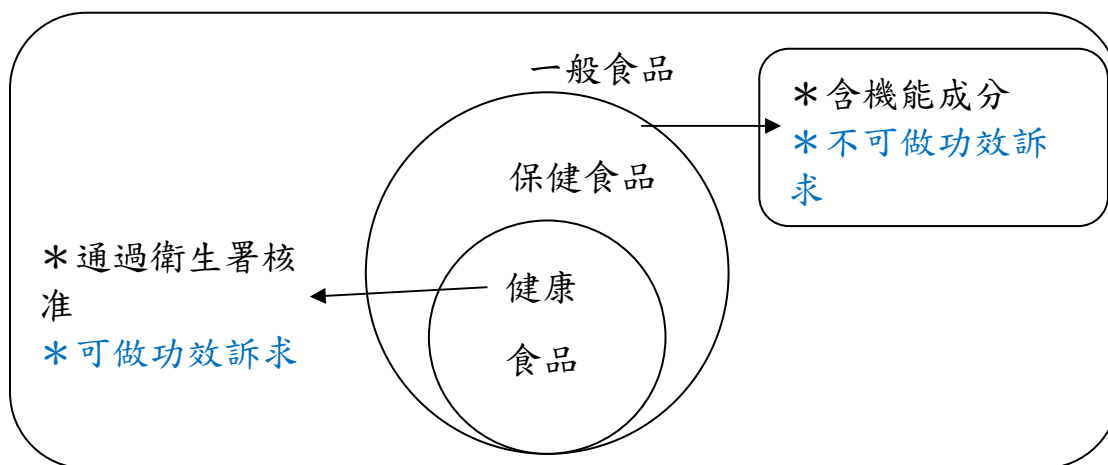 一般食品
＊含機能成分
＊不可做功效訴
求
保健食品
＊通過衛生署核
准
＊可做功效訴求
健康
食品